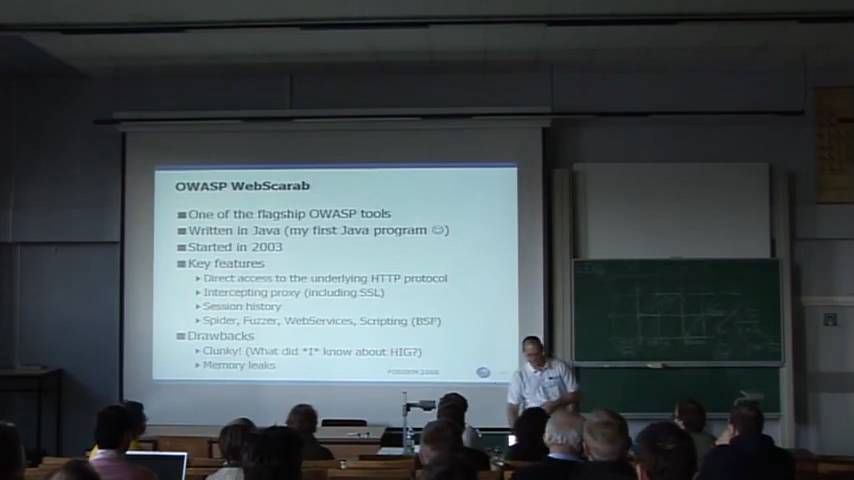 OWASP WebScarab
One of the flagship OWASP tools
Written in Java (my first Java program ☺)
Started in 2003
Key features
Direct access to the underlying HTTP protocol
Intercepting proxy (including SSL)
Session history
Spider, Fuzzer, WebServices, Scripting (BSF)
Drawbacks
Clunky! (What did *I* know about HIG?)
Memory leaks